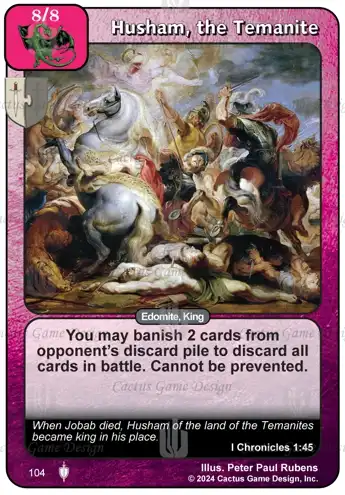 8/8
Husham, the Temanite
Edomite, King
You may banish 2 cards from
opponent's discard pile to discard all
cards in battle. Cannot be prevented.
Cactus Game Design
When Jobab died, Husham of the land of the Temanites
became king in his place.
I Chronicles 1:45
104
Illus. Peter Paul Rubens
© 2024 Cactus Game Design, Inc.